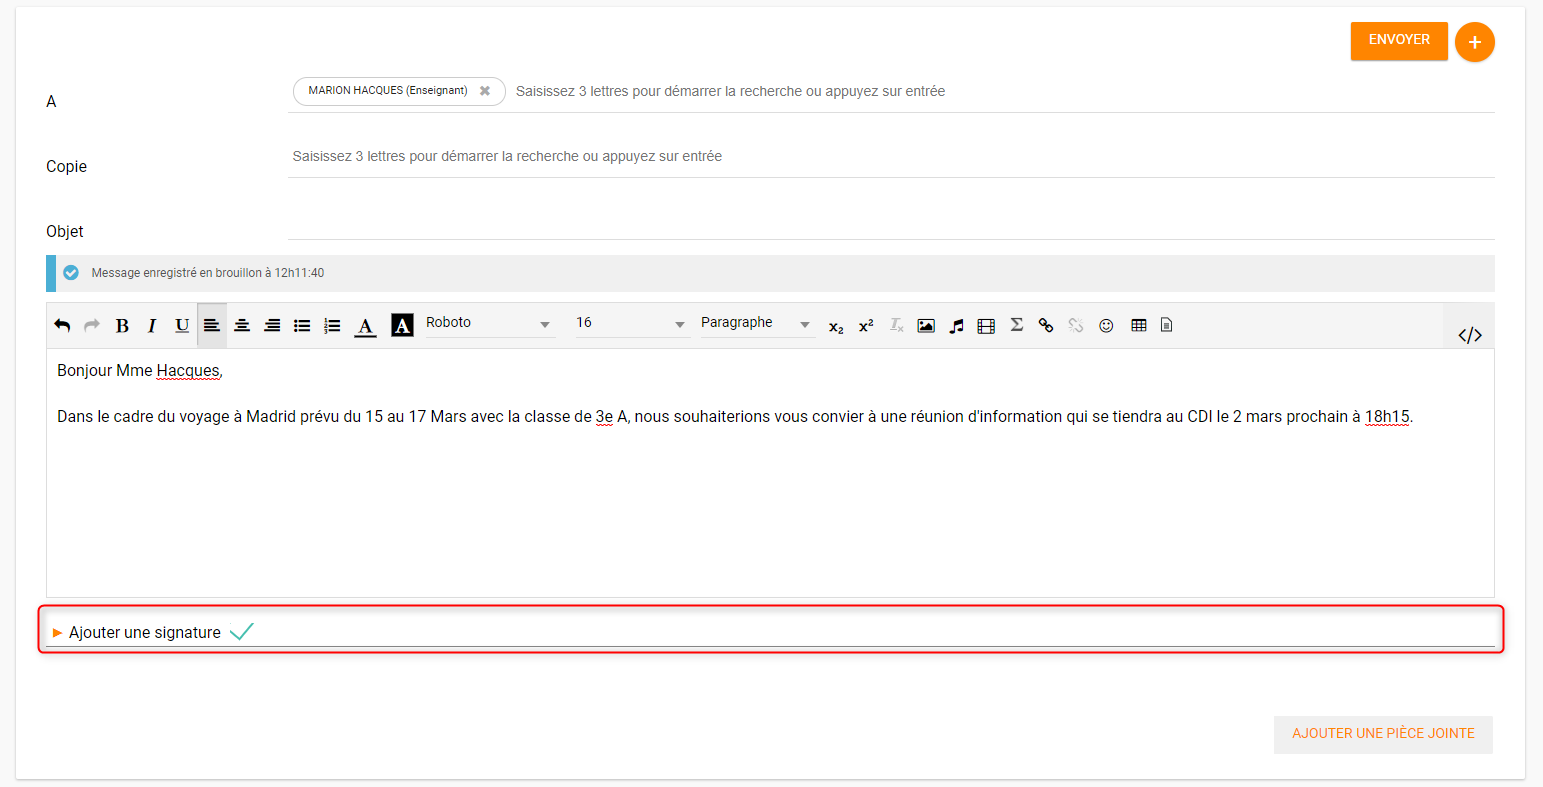 ENVOYER +
A MARION HACQUES (Enseignant) ✖ Saisissez 3 lettres pour démarrer la recherche ou appuyez sur entrée
Copie Saisissez 3 lettres pour démarrer la recherche ou appuyez sur entrée
Objet
Message enregistré en brouillon à 12h11:40
B I U A A Roboto 16 Paragraphe x₂ x² Tx Σ </>
Bonjour Mme Hacques,
Dans le cadre du voyage à Madrid prévu du 15 au 17 Mars avec la classe de 3e A, nous souhaiterions vous convier à une réunion d'information qui se tiendra au CDI le 2 mars prochain à 18h15.
Ajouter une signature
AJOUTER UNE PIÈCE JOINTE